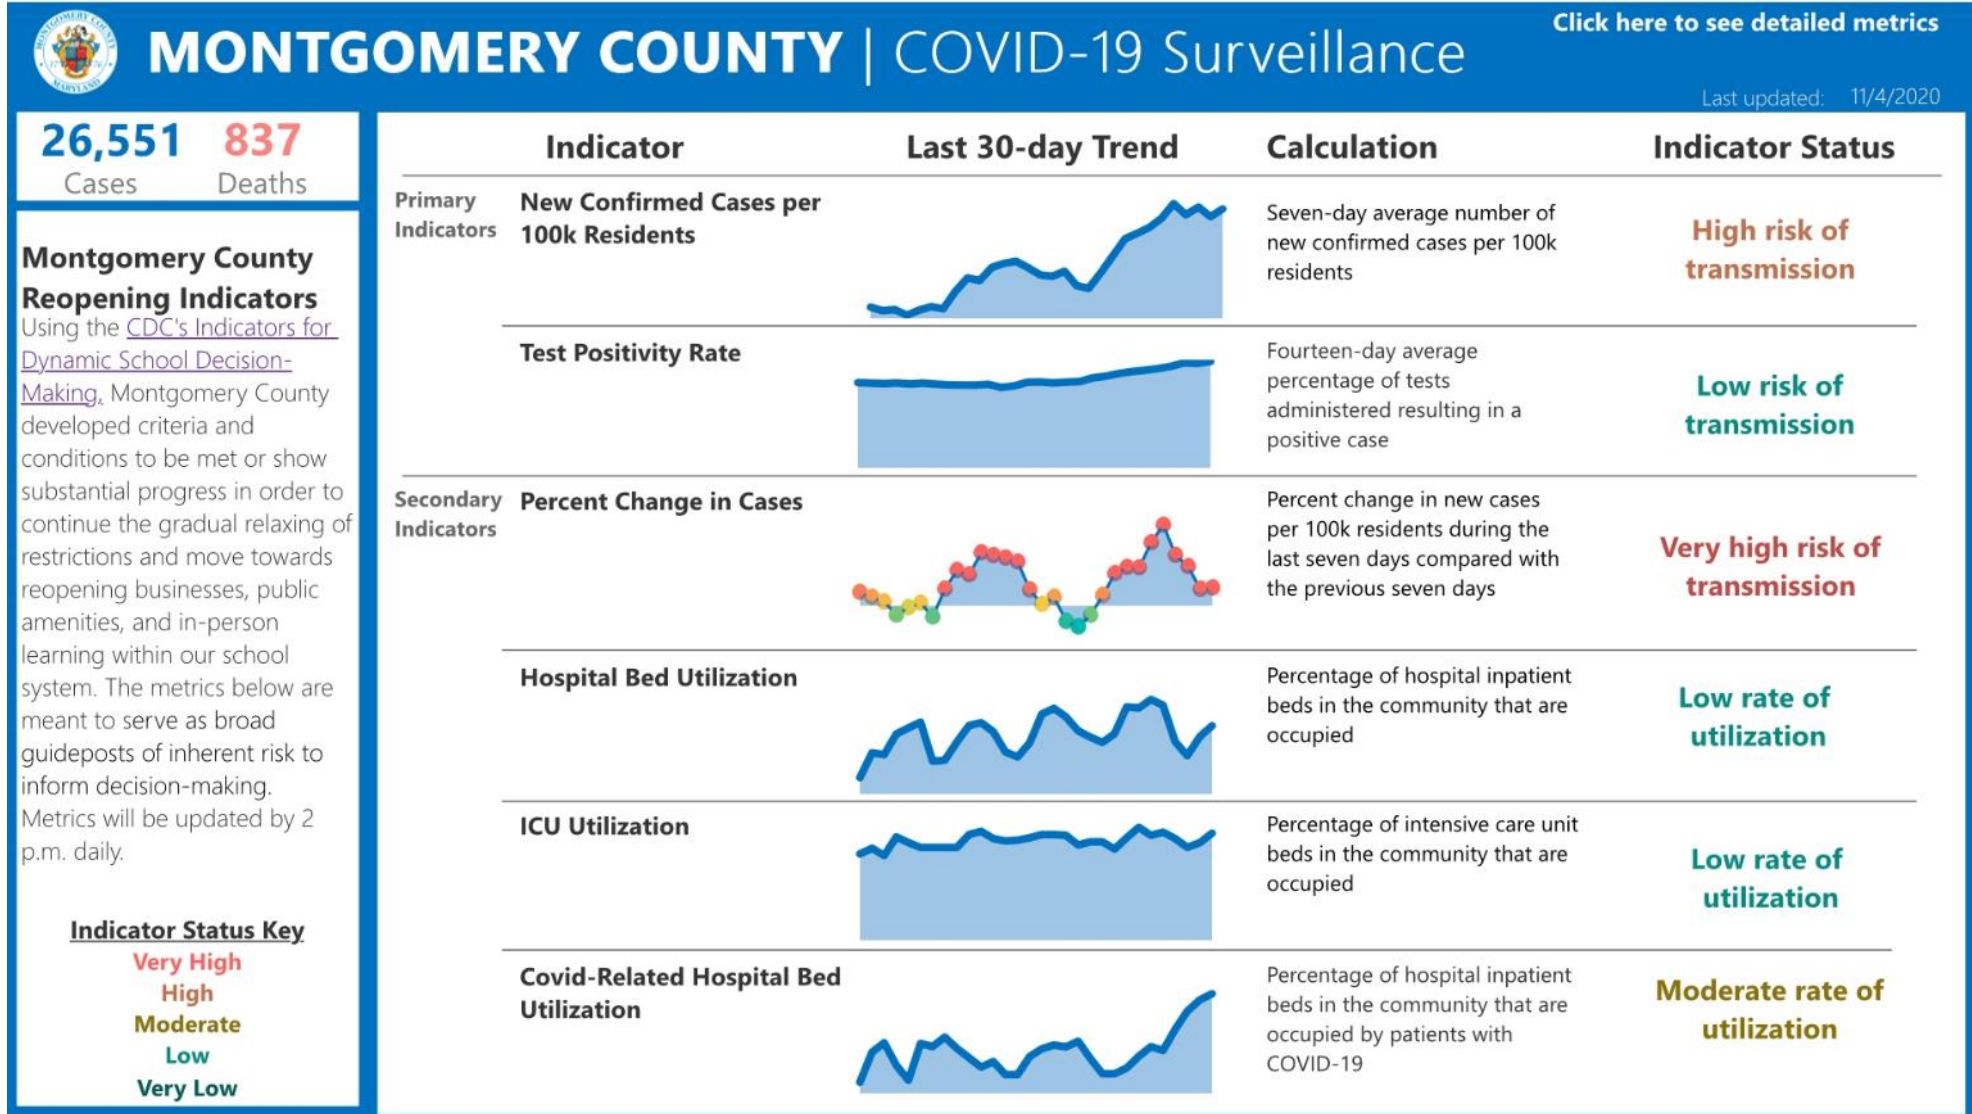 MONTGOMERY COUNTY | COVID-19 Surveillance
Click here to see detailed metrics
Last updated: 11/4/2020
26,551 837
Cases Deaths
Montgomery County
Reopening Indicators
Using the CDC's Indicators for
Dynamic School Decision-
Making, Montgomery County
developed criteria and
conditions to be met or show
substantial progress in order to
continue the gradual relaxing of
restrictions and move towards
reopening businesses, public
amenities, and in-person
learning within our school
system. The metrics below are
meant to serve as broad
guideposts of inherent risk to
inform decision-making.
Metrics will be updated by 2
p.m. daily.
Indicator Status Key
Very High
High
Moderate
Low
Very Low
Indicator Last 30-day Trend Calculation Indicator Status
Primary
Indicators
New Confirmed Cases per
100k Residents
Seven-day average number of
new confirmed cases per 100k
residents
High risk of
transmission
Test Positivity Rate
Fourteen-day average
percentage of tests
administered resulting in a
positive case
Low risk of
transmission
Secondary
Indicators
Percent Change in Cases
Percent change in new cases
per 100k residents during the
last seven days compared with
the previous seven days
Very high risk of
transmission
Hospital Bed Utilization
Percentage of hospital inpatient
beds in the community that are
occupied
Low rate of
utilization
ICU Utilization
Percentage of intensive care unit
beds in the community that are
occupied
Low rate of
utilization
Covid-Related Hospital Bed
Utilization
Percentage of hospital inpatient
beds in the community that are
occupied by patients with
COVID-19
Moderate rate of
utilization